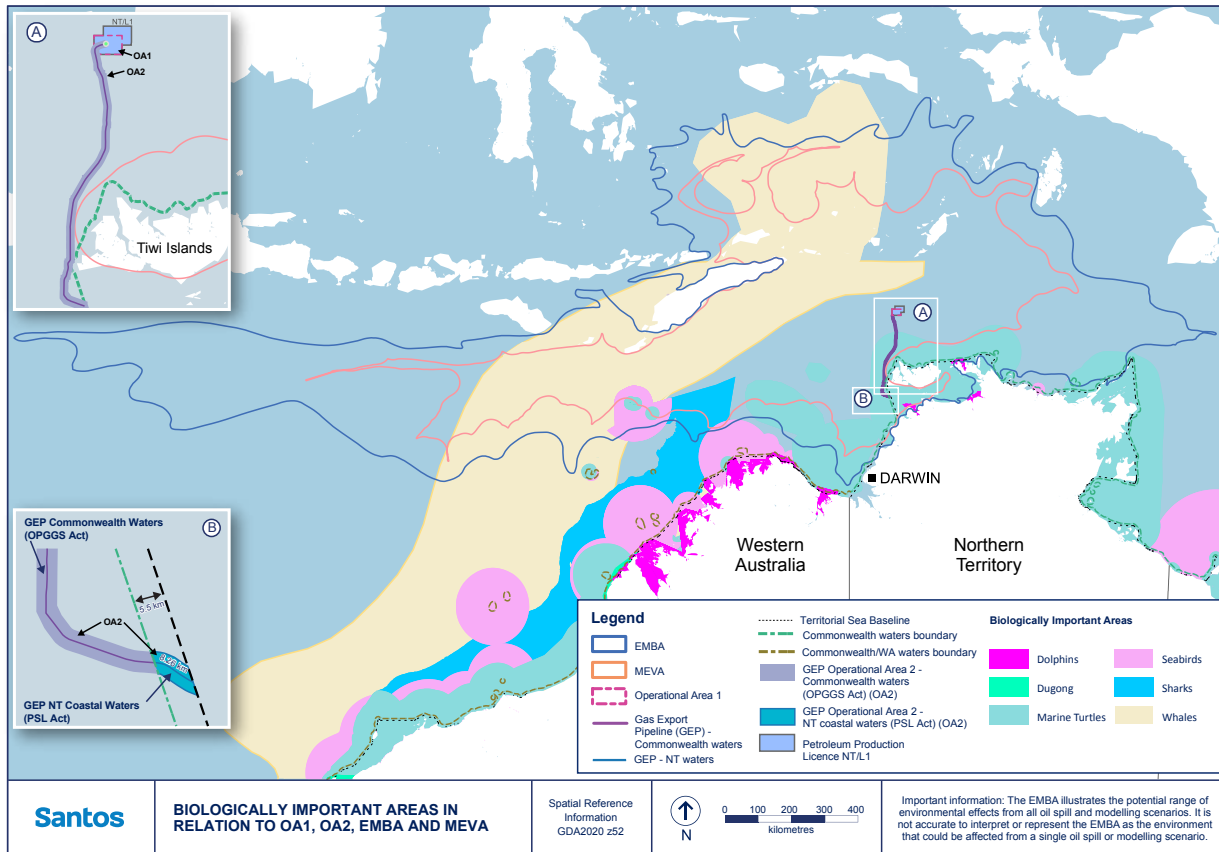 A
NT/L1
OA1
OA2
Tiwi Islands
A
B
DARWIN
Western
Australia
Northern
Territory
B
GEP Commonwealth Waters
(OPGGS Act)
5.5 km
OA2
8.26 km
GEP NT Coastal Waters
(PSL Act)
Legend
EMBA
MEVA
Operational Area 1
Gas Export
Pipeline (GEP) -
Commonwealth waters
GEP - NT waters
Territorial Sea Baseline
Commonwealth waters boundary
Commonwealth/WA waters boundary
GEP Operational Area 2 -
Commonwealth waters
(OPGGS Act) (OA2)
GEP Operational Area 2 -
NT coastal waters (PSL Act) (OA2)
Petroleum Production
Licence NT/L1
Biologically Important Areas
Dolphins
Dugong
Marine Turtles
Seabirds
Sharks
Whales
Santos
BIOLOGICALLY IMPORTANT AREAS IN
RELATION TO OA1, OA2, EMBA AND MEVA
Spatial Reference
Information
GDA2020 z52
N
0 100 200 300 400
kilometres
Important information: The EMBA illustrates the potential range of
environmental effects from all oil spill and modelling scenarios. It is
not accurate to interpret or represent the EMBA as the environment
that could be affected from a single oil spill or modelling scenario.